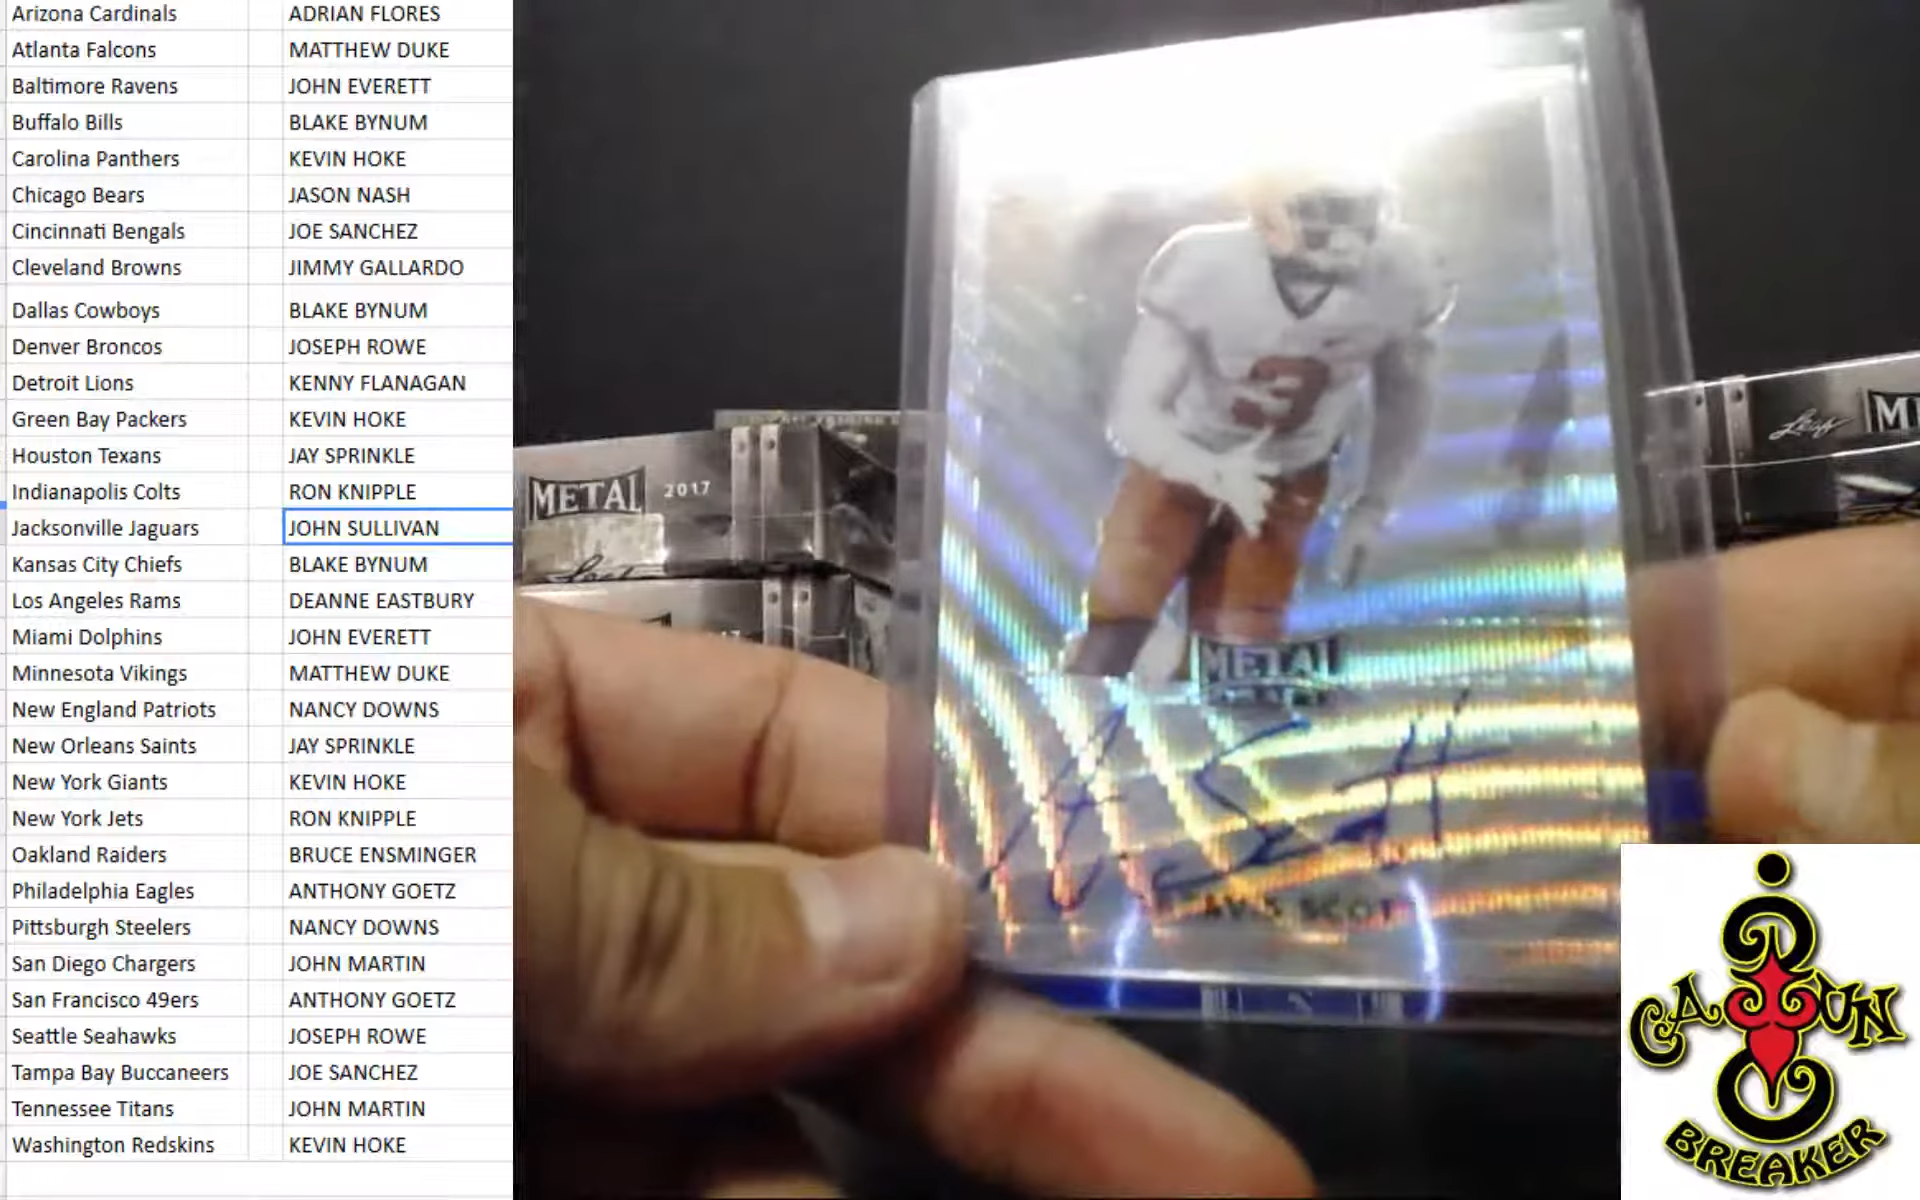 Arizona Cardinals ADRIAN FLORES
Atlanta Falcons MATTHEW DUKE
Baltimore Ravens JOHN EVERETT
Buffalo Bills BLAKE BYNUM
Carolina Panthers KEVIN HOKE
Chicago Bears JASON NASH
Cincinnati Bengals JOE SANCHEZ
Cleveland Browns JIMMY GALLARDO
Dallas Cowboys BLAKE BYNUM
Denver Broncos JOSEPH ROWE
Detroit Lions KENNY FLANAGAN
Green Bay Packers KEVIN HOKE
Houston Texans JAY SPRINKLE
Indianapolis Colts RON KNIPPLE
Jacksonville Jaguars JOHN SULLIVAN
Kansas City Chiefs BLAKE BYNUM
Los Angeles Rams DEANNE EASTBURY
Miami Dolphins JOHN EVERETT
Minnesota Vikings MATTHEW DUKE
New England Patriots NANCY DOWNS
New Orleans Saints JAY SPRINKLE
New York Giants KEVIN HOKE
New York Jets RON KNIPPLE
Oakland Raiders BRUCE ENSMINGER
Philadelphia Eagles ANTHONY GOETZ
Pittsburgh Steelers NANCY DOWNS
San Diego Chargers JOHN MARTIN
San Francisco 49ers ANTHONY GOETZ
Seattle Seahawks JOSEPH ROWE
Tampa Bay Buccaneers JOE SANCHEZ
Tennessee Titans JOHN MARTIN
Washington Redskins KEVIN HOKE
METAL 2017
Leaf
3
METAL
Leaf
CAJUN
BREAKER